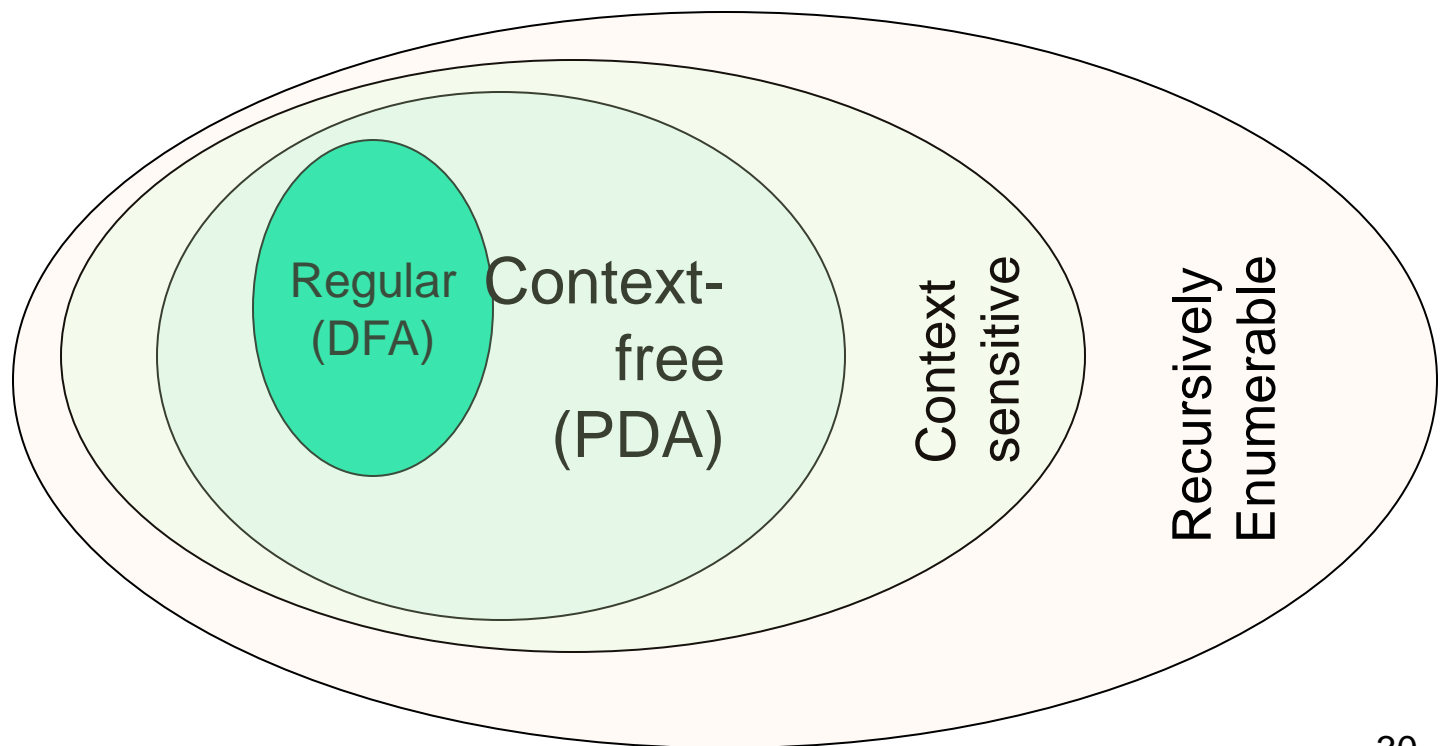 Regular
(DFA)
Context-
free
(PDA)
Context
sensitive
Recursively
Enumerable